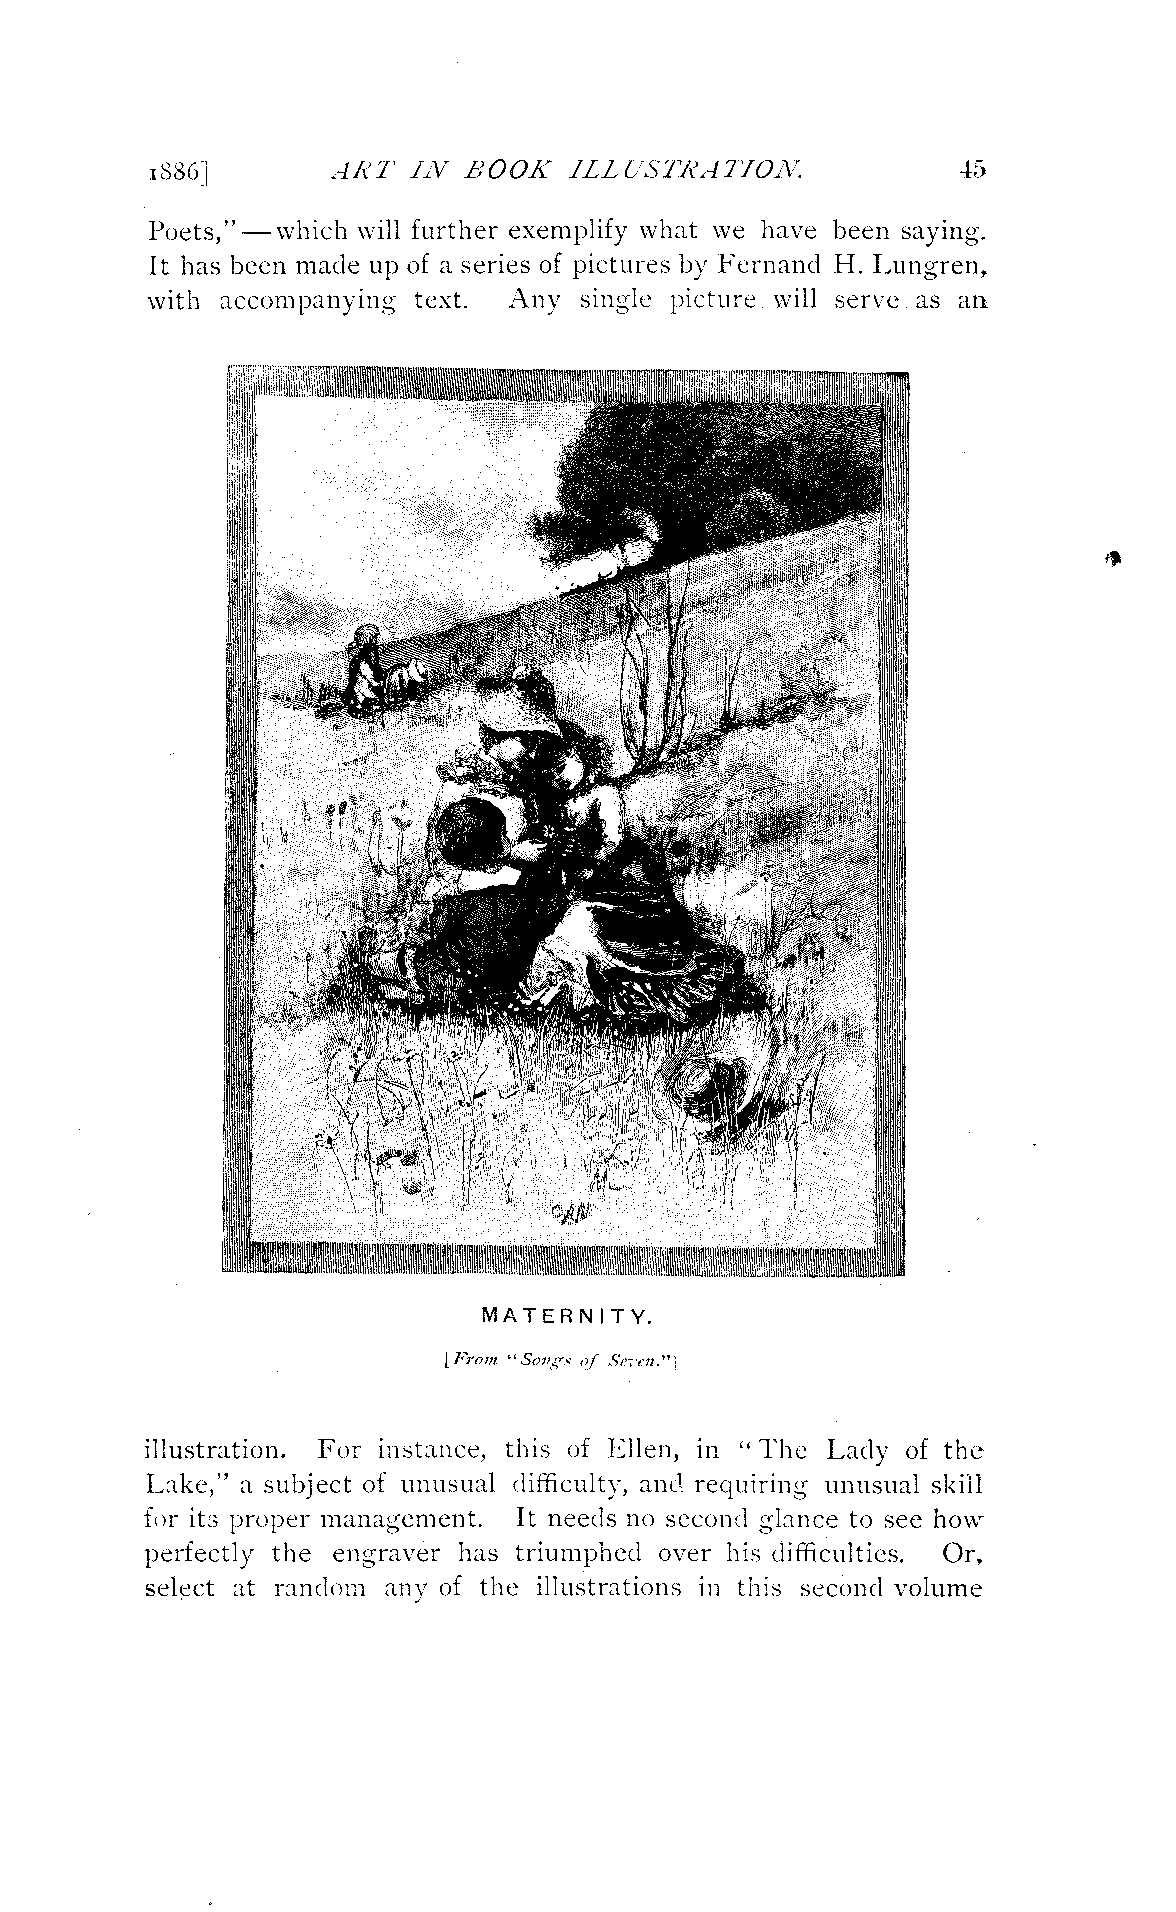 1886] ART IN BOOK ILLUSTRATION. 45
Poets,"—which will further exemplify what we have been saying.
It has been made up of a series of pictures by Fernand H. Lungren,
with accompanying text. Any single picture will serve as an
MATERNITY.
[From "Songs of Seven."]
illustration. For instance, this of Ellen, in "The Lady of the
Lake," a subject of unusual difficulty, and requiring unusual skill
for its proper management. It needs no second glance to see how
perfectly the engraver has triumphed over his difficulties. Or,
select at random any of the illustrations in this second volume